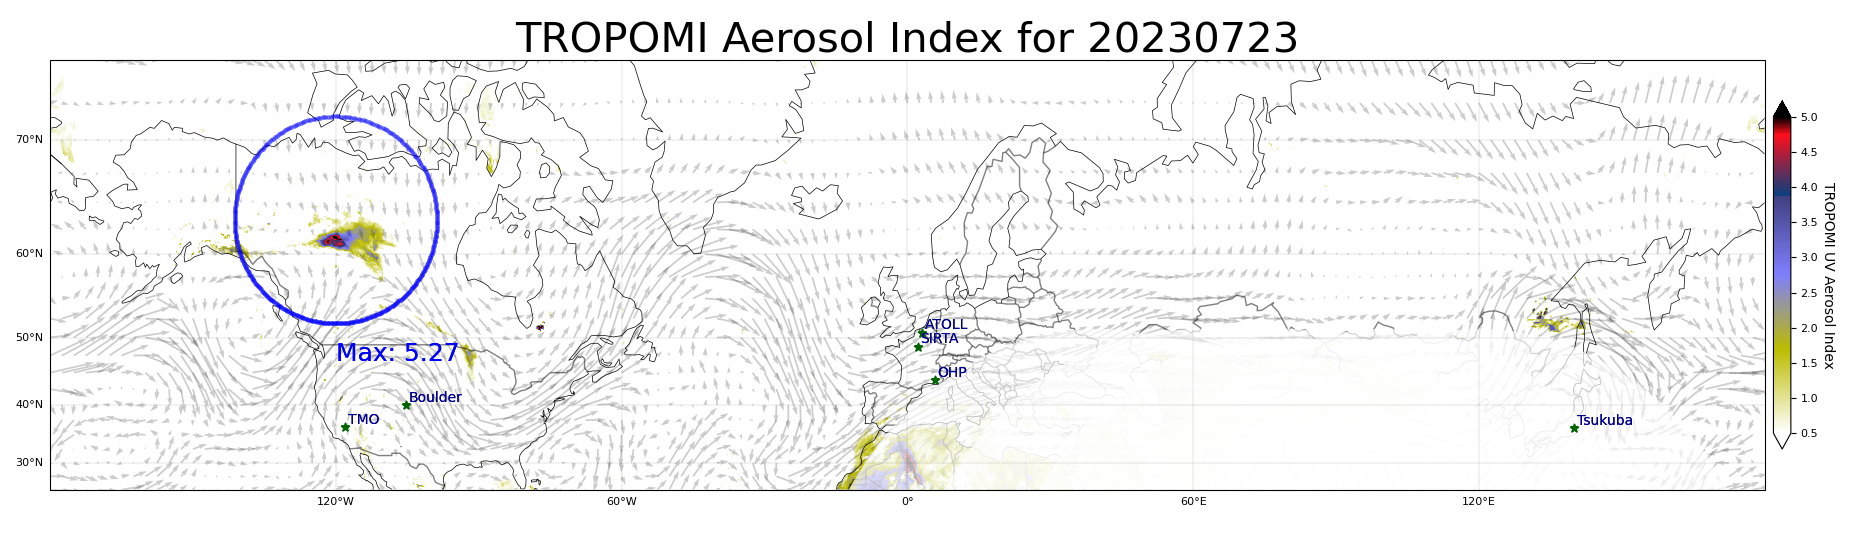 TROPOMI Aerosol Index for 20230723
70°N
60°N
50°N
40°N
30°N
120°W
60°W
0°
60°E
120°E
Max: 5.27
Boulder
TMO
ATOLL
SIRTA
OHP
Tsukuba
5.0
4.5
4.0
3.5
3.0
2.5
2.0
1.5
1.0
0.5
TROPOMI UV Aerosol Index